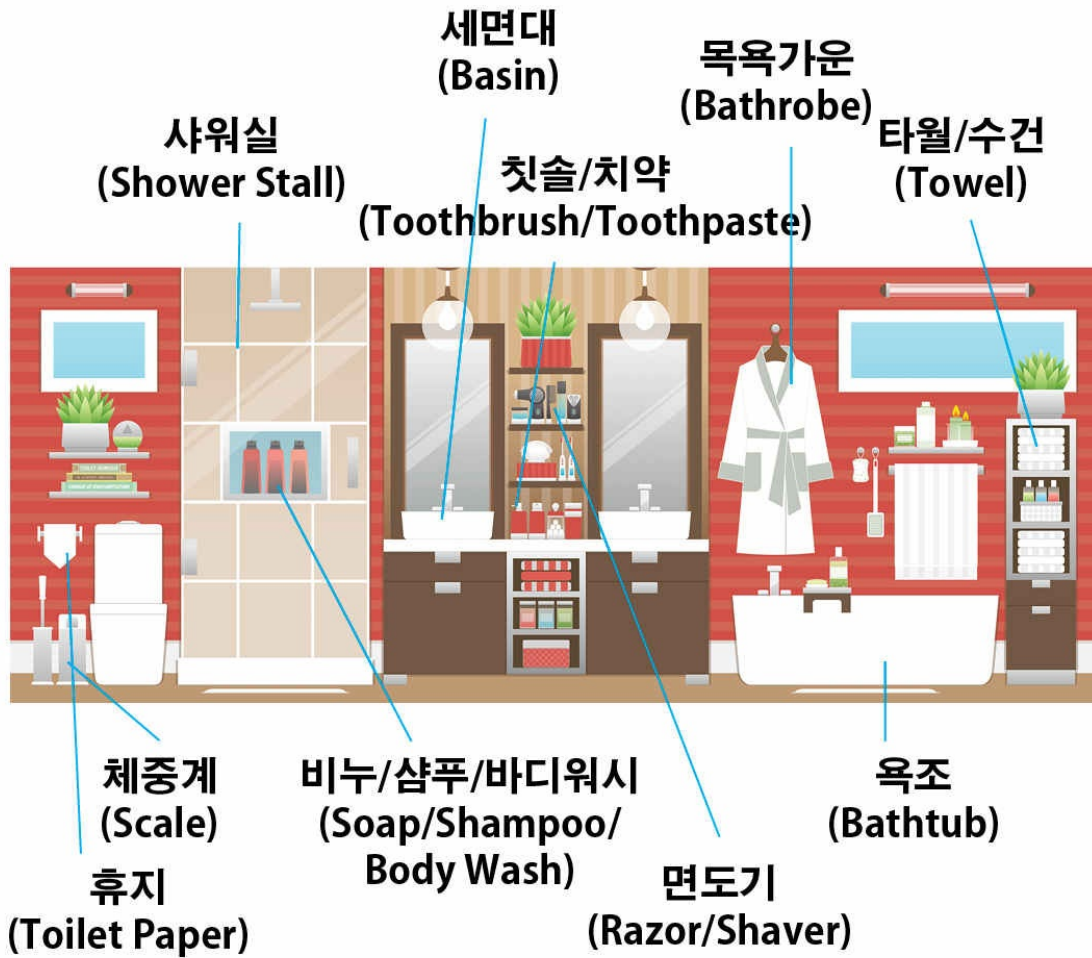 세면대
(Basin)
목욕가운
(Bathrobe)
샤워실
(Shower Stall)
칫솔/치약
(Toothbrush/Toothpaste)
타월/수건
(Towel)
체중계
(Scale)
비누/샴푸/바디워시
(Soap/Shampoo/
Body Wash)
욕조
(Bathtub)
휴지
(Toilet Paper)
면도기
(Razor/Shaver)